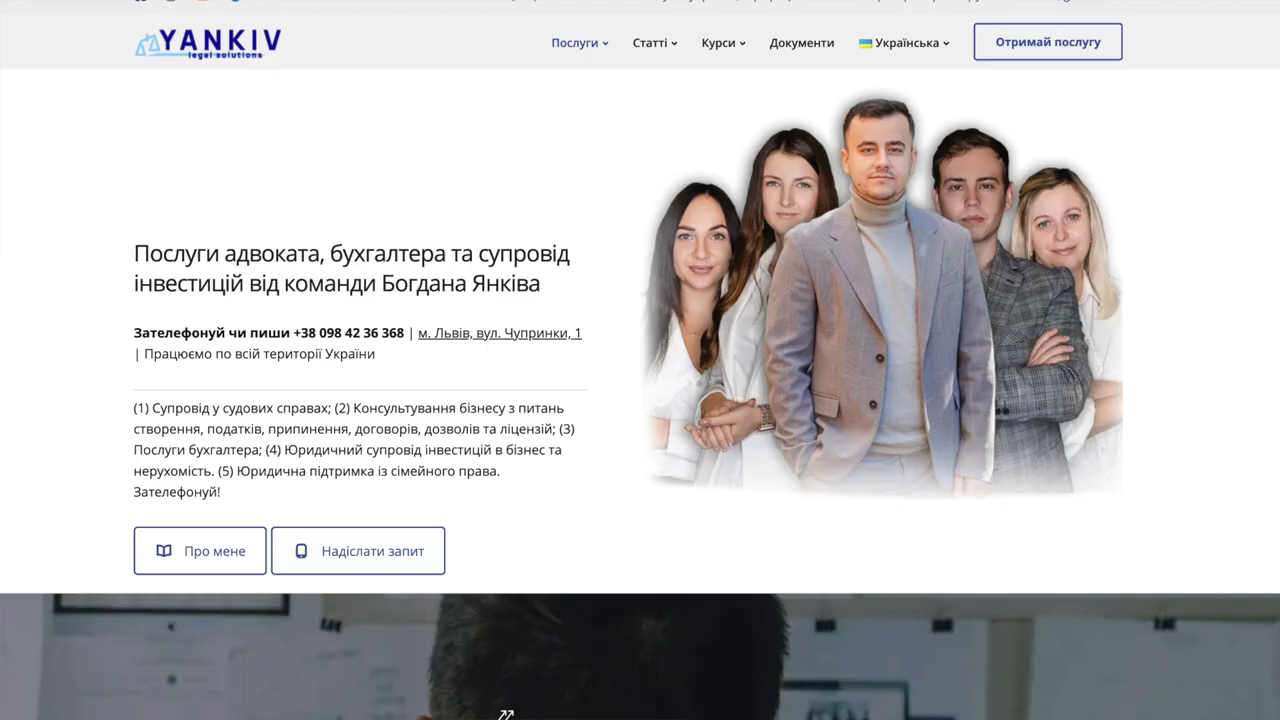 YANKIV
legal solutions
Послуги
Статті
Курси
Документи
Українська
Отримай послугу
Послуги адвоката, бухгалтера та супровід
інвестицій від команди Богдана Янківа
Зателефонуй чи пиши +38 098 42 36 368 | м. Львів, вул. Чупринки, 1
| Працюємо по всій території України
(1) Супровід у судових справах; (2) Консультування бізнесу з питань
створення, податків, припинення, договорів, дозволів та ліцензій; (3)
Послуги бухгалтера; (4) Юридичний супровід інвестицій в бізнес та
нерухомість. (5) Юридична підтримка із сімейного права.
Зателефонуй!
Про мене
Надіслати запит